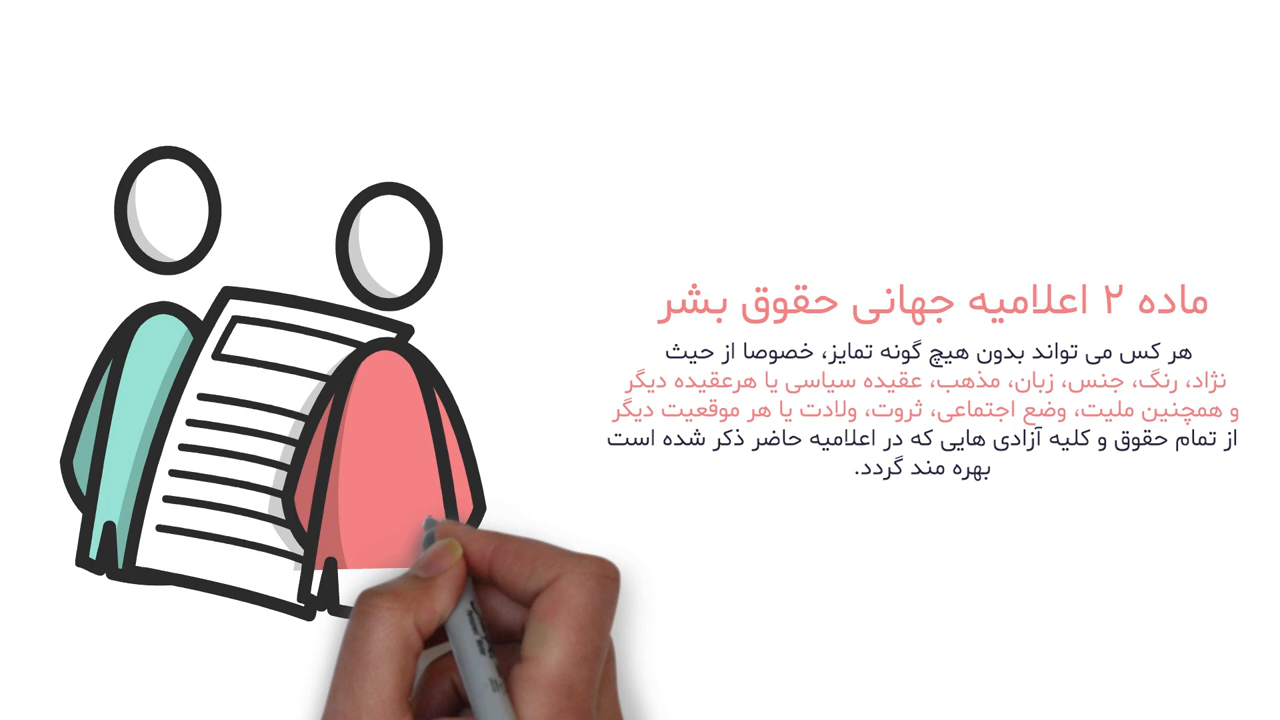 ماده ۲ اعلامیه جهانی حقوق بشر
هر کس می تواند بدون هیچ گونه تمایز، خصوصا از حیث
نژاد، رنگ، جنس، زبان، مذهب، عقیده سیاسی یا هرعقیده دیگر
و همچنین ملیت، وضع اجتماعی، ثروت، ولادت یا هر موقعیت دیگر
از تمام حقوق و کلیه آزادی هایی که در اعلامیه حاضر ذکر شده است
بهره مند گردد.